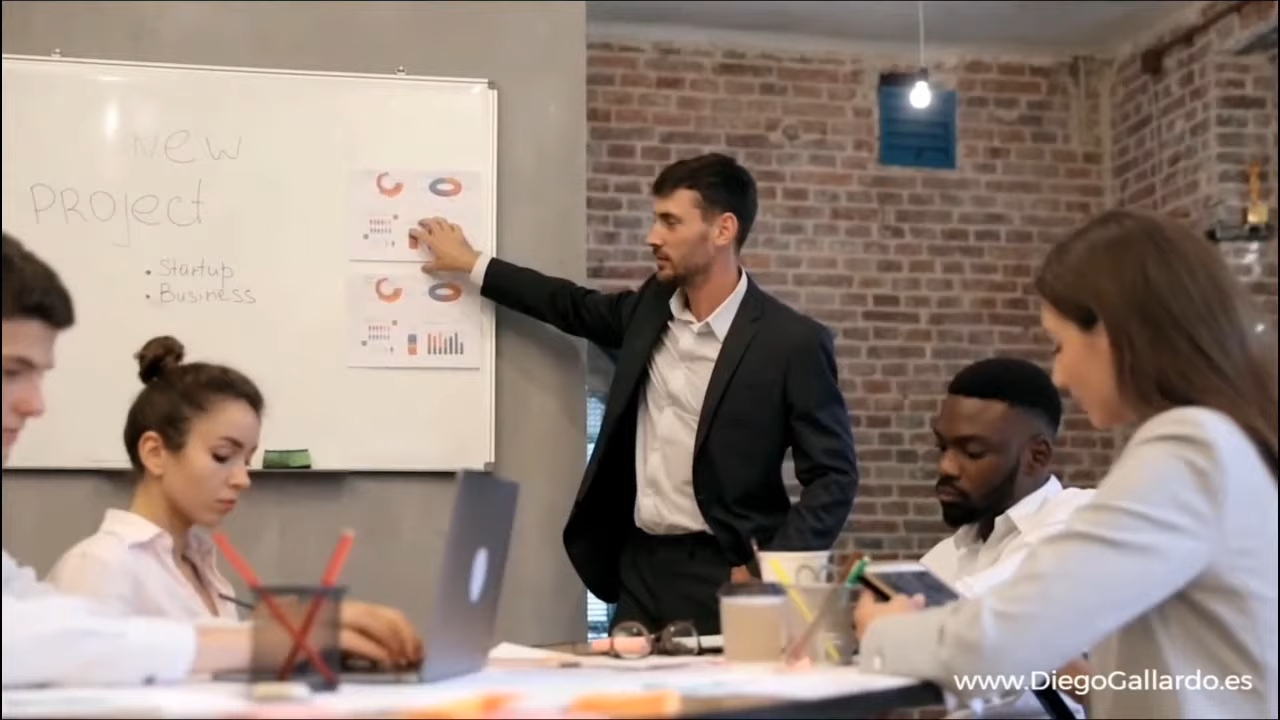 New
PROject
• Startup
• Business
www.DiegoGallardo.es